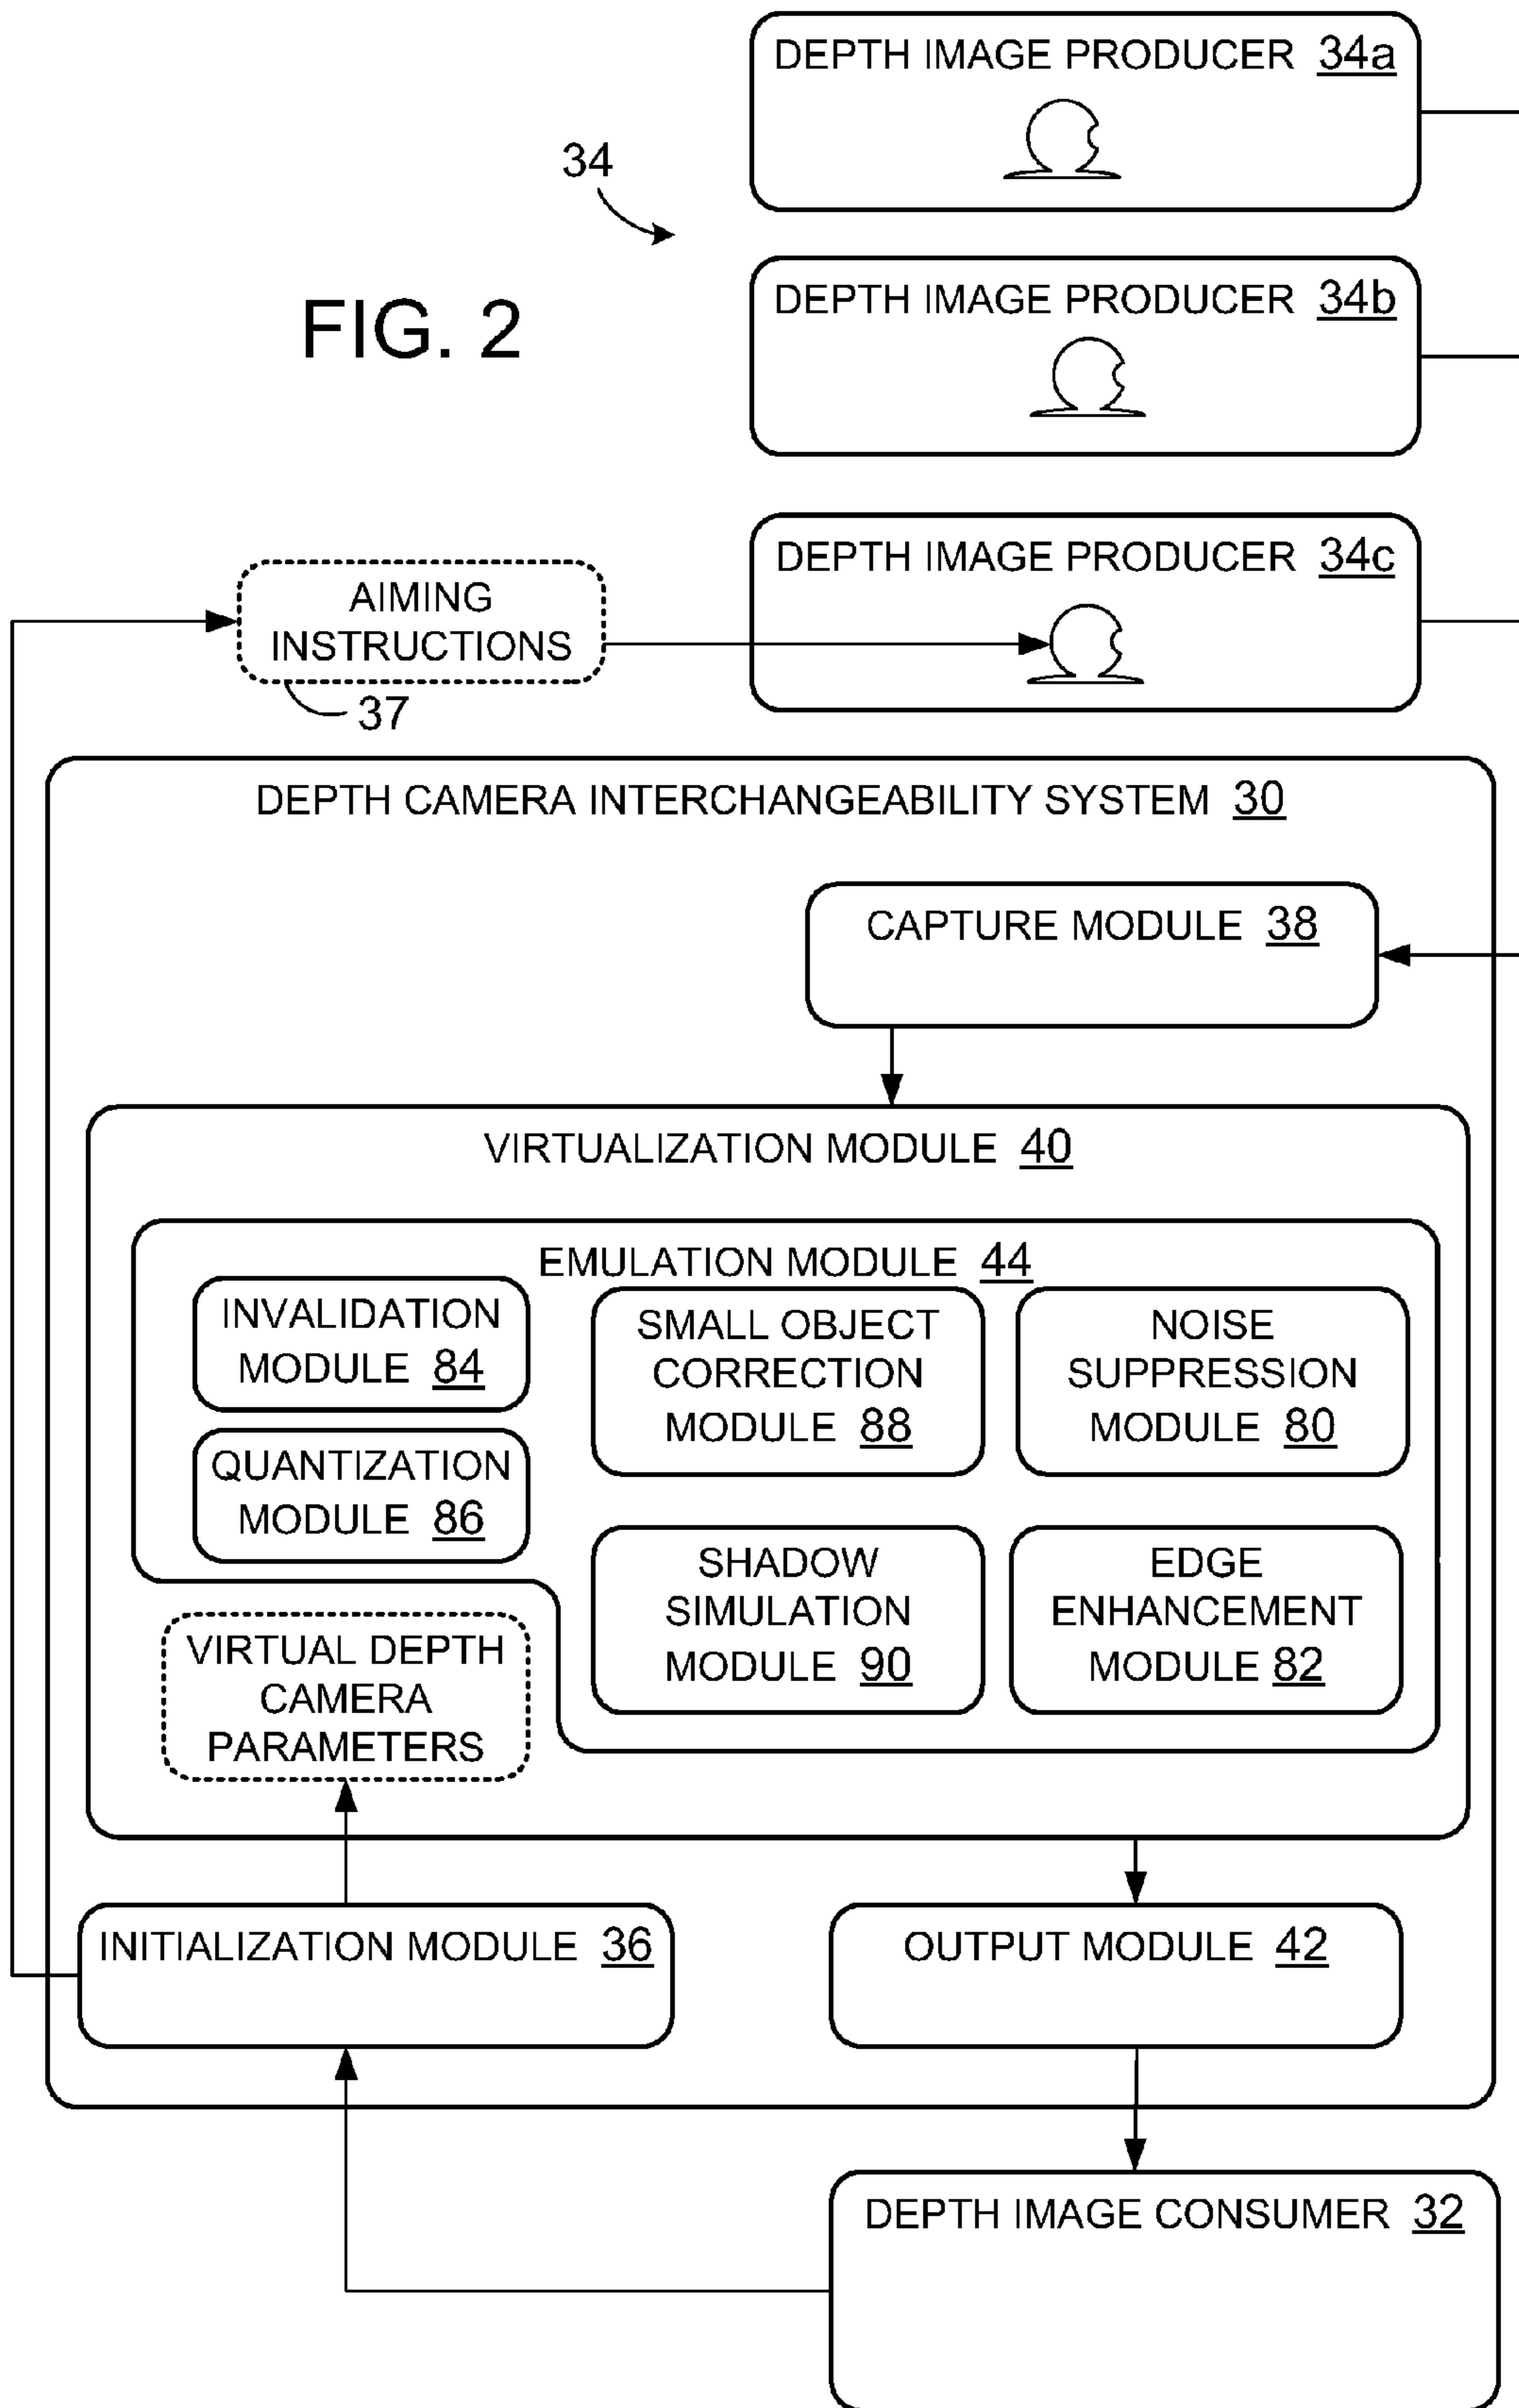 DEPTH IMAGE PRODUCER 34a
34
DEPTH IMAGE PRODUCER 34b
FIG. 2
DEPTH IMAGE PRODUCER 34c
AIMING
INSTRUCTIONS
37
DEPTH CAMERA INTERCHANGEABILITY SYSTEM 30
CAPTURE MODULE 38
VIRTUALIZATION MODULE 40
EMULATION MODULE 44
INVALIDATION
MODULE 84
SMALL OBJECT
CORRECTION
MODULE 88
NOISE
SUPPRESSION
MODULE 80
QUANTIZATION
MODULE 86
SHADOW
SIMULATION
MODULE 90
EDGE
ENHANCEMENT
MODULE 82
VIRTUAL DEPTH
CAMERA
PARAMETERS
INITIALIZATION MODULE 36
OUTPUT MODULE 42
DEPTH IMAGE CONSUMER 32